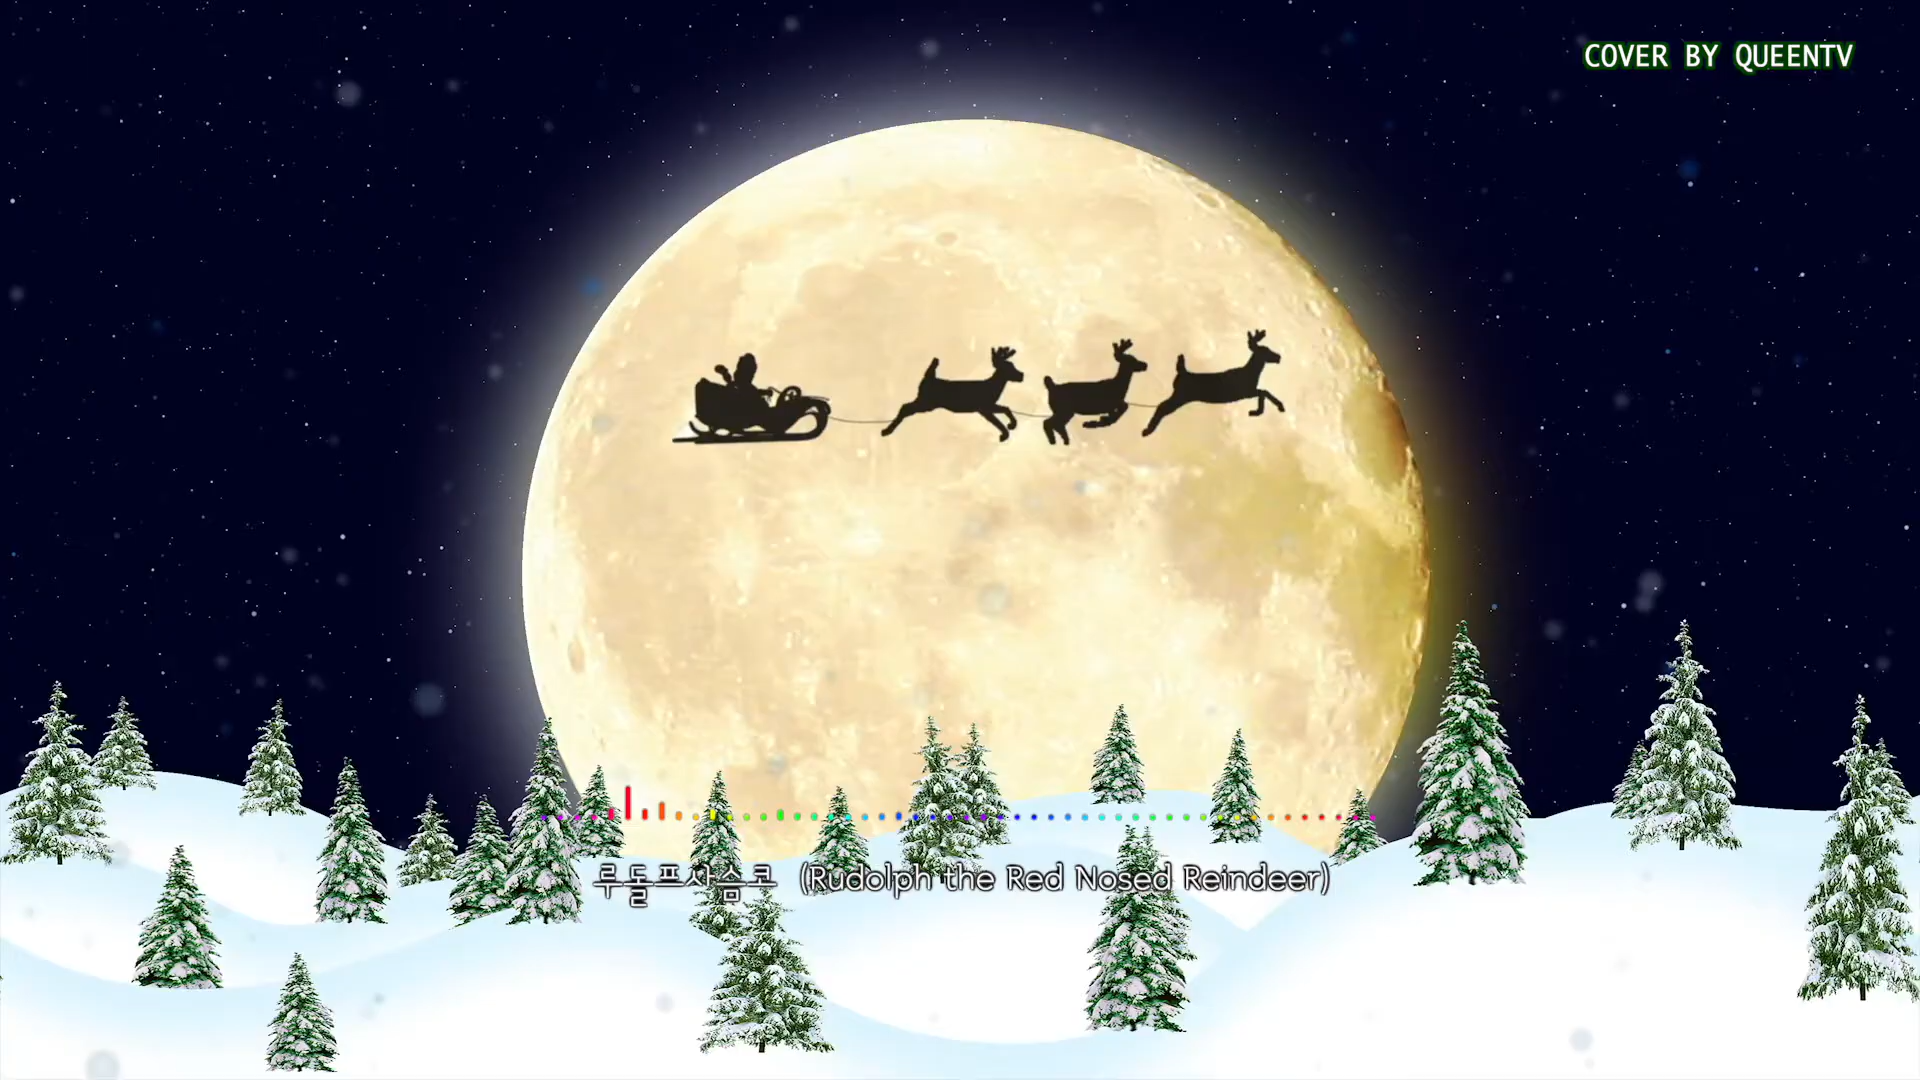 COVER BY QUEENTV
루돌프사슴코 (Rudolph the Red Nosed Reindeer)